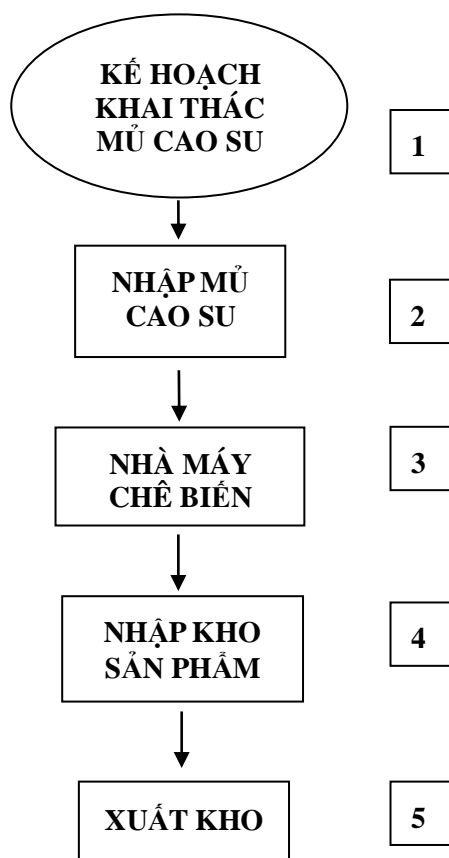 KẾ HOẠCH
KHAI THÁC
MỦ CAO SU
1
NHẬP MỦ
CAO SU
2
NHÀ MÁY
CHÊ BIẾN
3
NHẬP KHO
SẢN PHẨM
4
XUẤT KHO
5